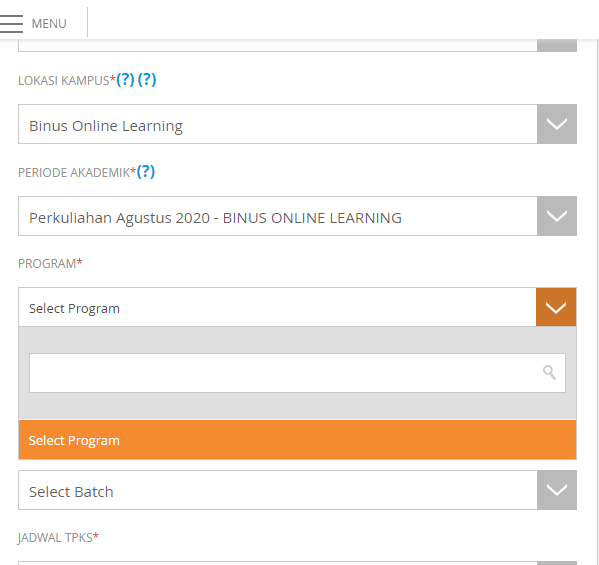 MENU
LOKASI KAMPUS*(?) (?)
Binus Online Learning
PERIODE AKADEMIK*(?)
Perkuliahan Agustus 2020 - BINUS ONLINE LEARNING
PROGRAM*
Select Program
Select Program
Select Batch
JADWAL TPKS*